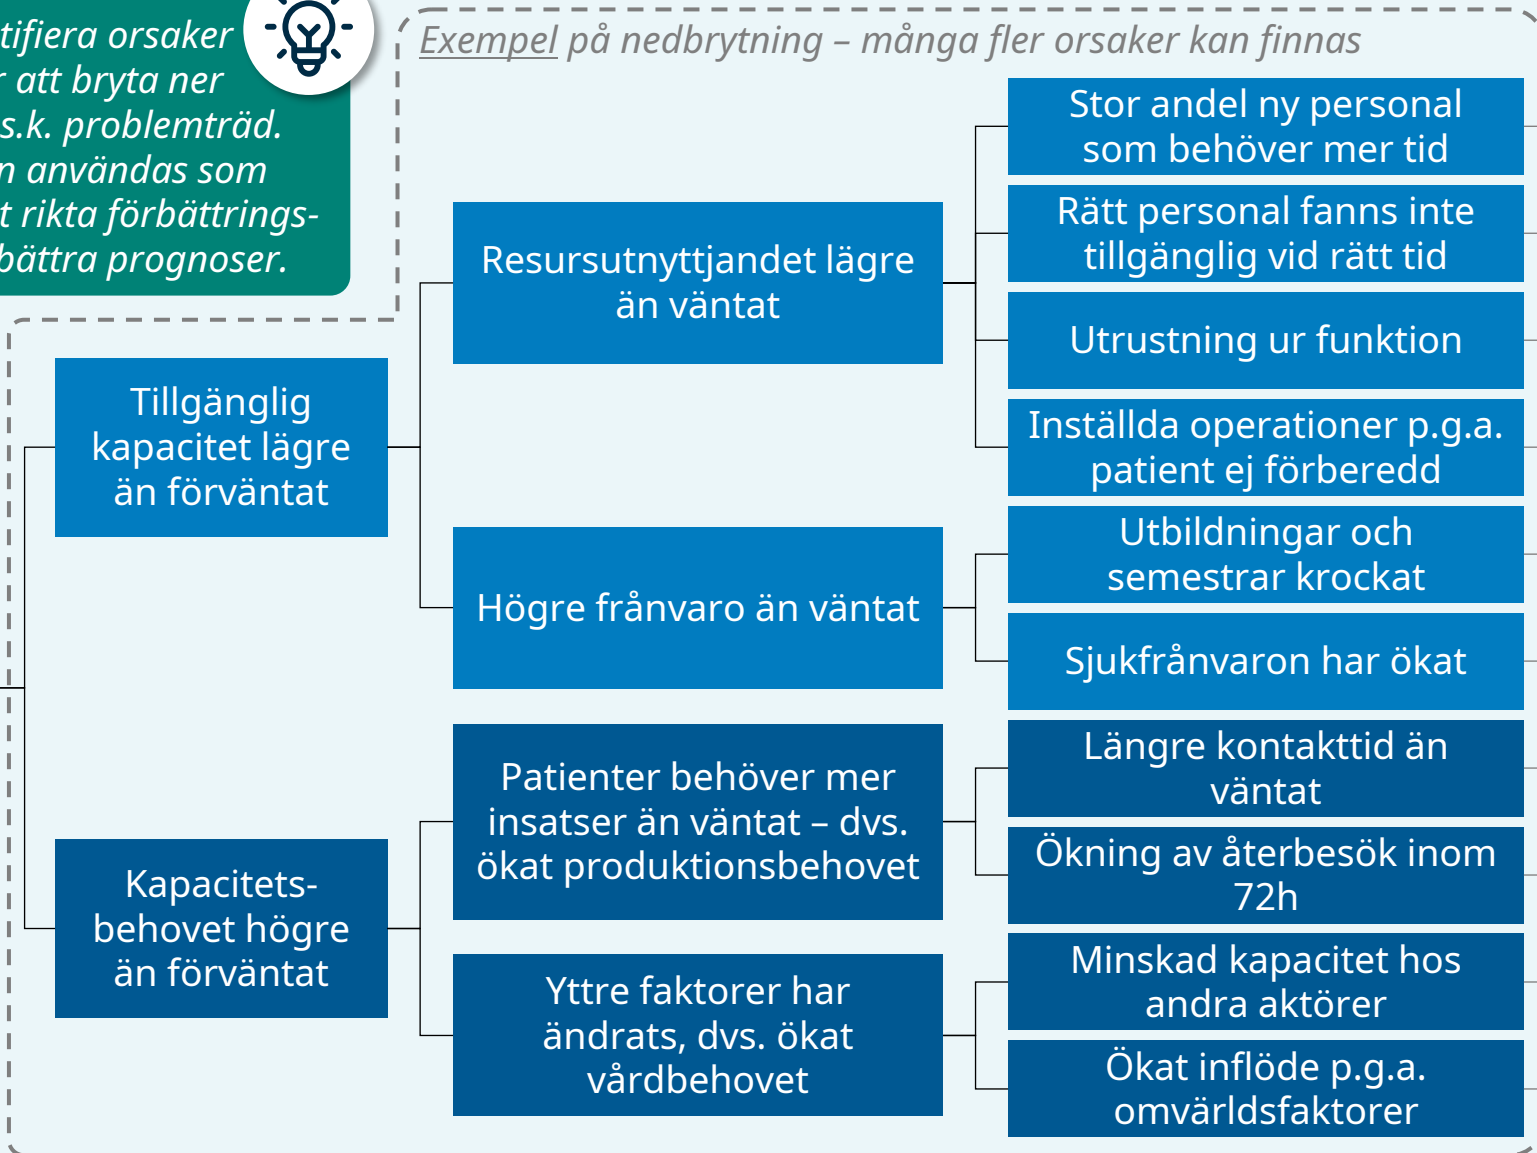 tifiera orsaker
r att bryta ner
s.k. problemträd.
n användas som
t rikta förbättrings-
bättra prognoser.
Exempel på nedbrytning – många fler orsaker kan finnas
Tillgänglig
kapacitet lägre
än förväntat
Kapacitets-
behovet högre
än förväntat
Resursutnyttjandet lägre
än väntat
Högre frånvaro än väntat
Patienter behöver mer
insatser än väntat – dvs.
ökat produktionsbehovet
Yttre faktorer har
ändrats, dvs. ökat
vårdbehovet
Stor andel ny personal
som behöver mer tid
Rätt personal fanns inte
tillgänglig vid rätt tid
Utrustning ur funktion
Inställda operationer p.g.a.
patient ej förberedd
Utbildningar och
semestrar krockat
Sjukfrånvaron har ökat
Längre kontakttid än
väntat
Ökning av återbesök inom
72h
Minskad kapacitet hos
andra aktörer
Ökat inflöde p.g.a.
omvärldsfaktorer